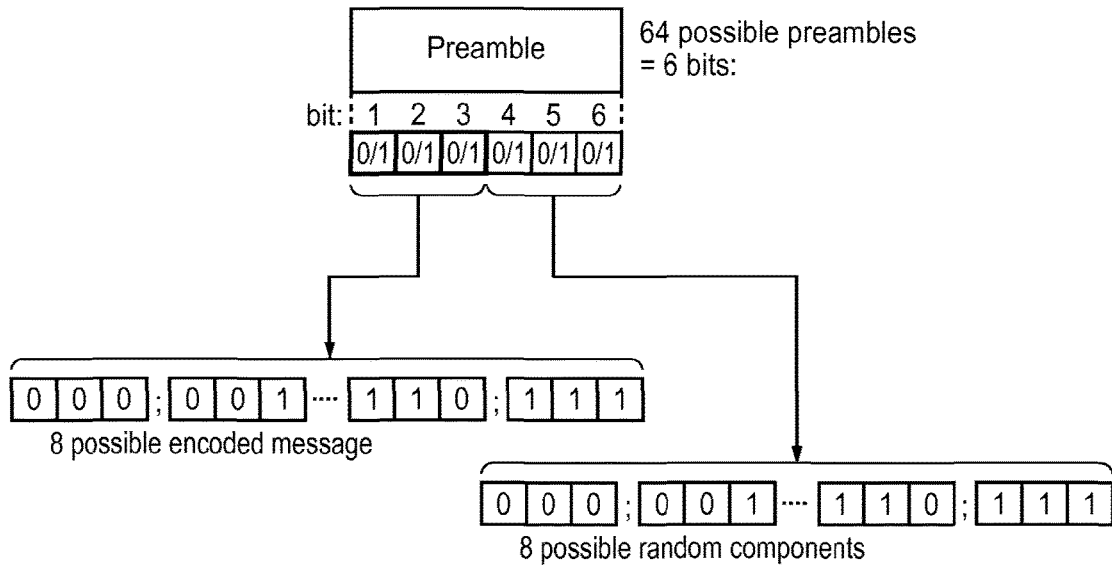 Preamble
64 possible preambles
= 6 bits:
bit: 1 2 3 4 5 6
0/1 0/1 0/1 0/1 0/1 0/1
0 0 0 ; 0 0 1 ···· 1 1 0 ; 1 1 1
8 possible encoded message
0 0 0 ; 0 0 1 ···· 1 1 0 ; 1 1 1
8 possible random components